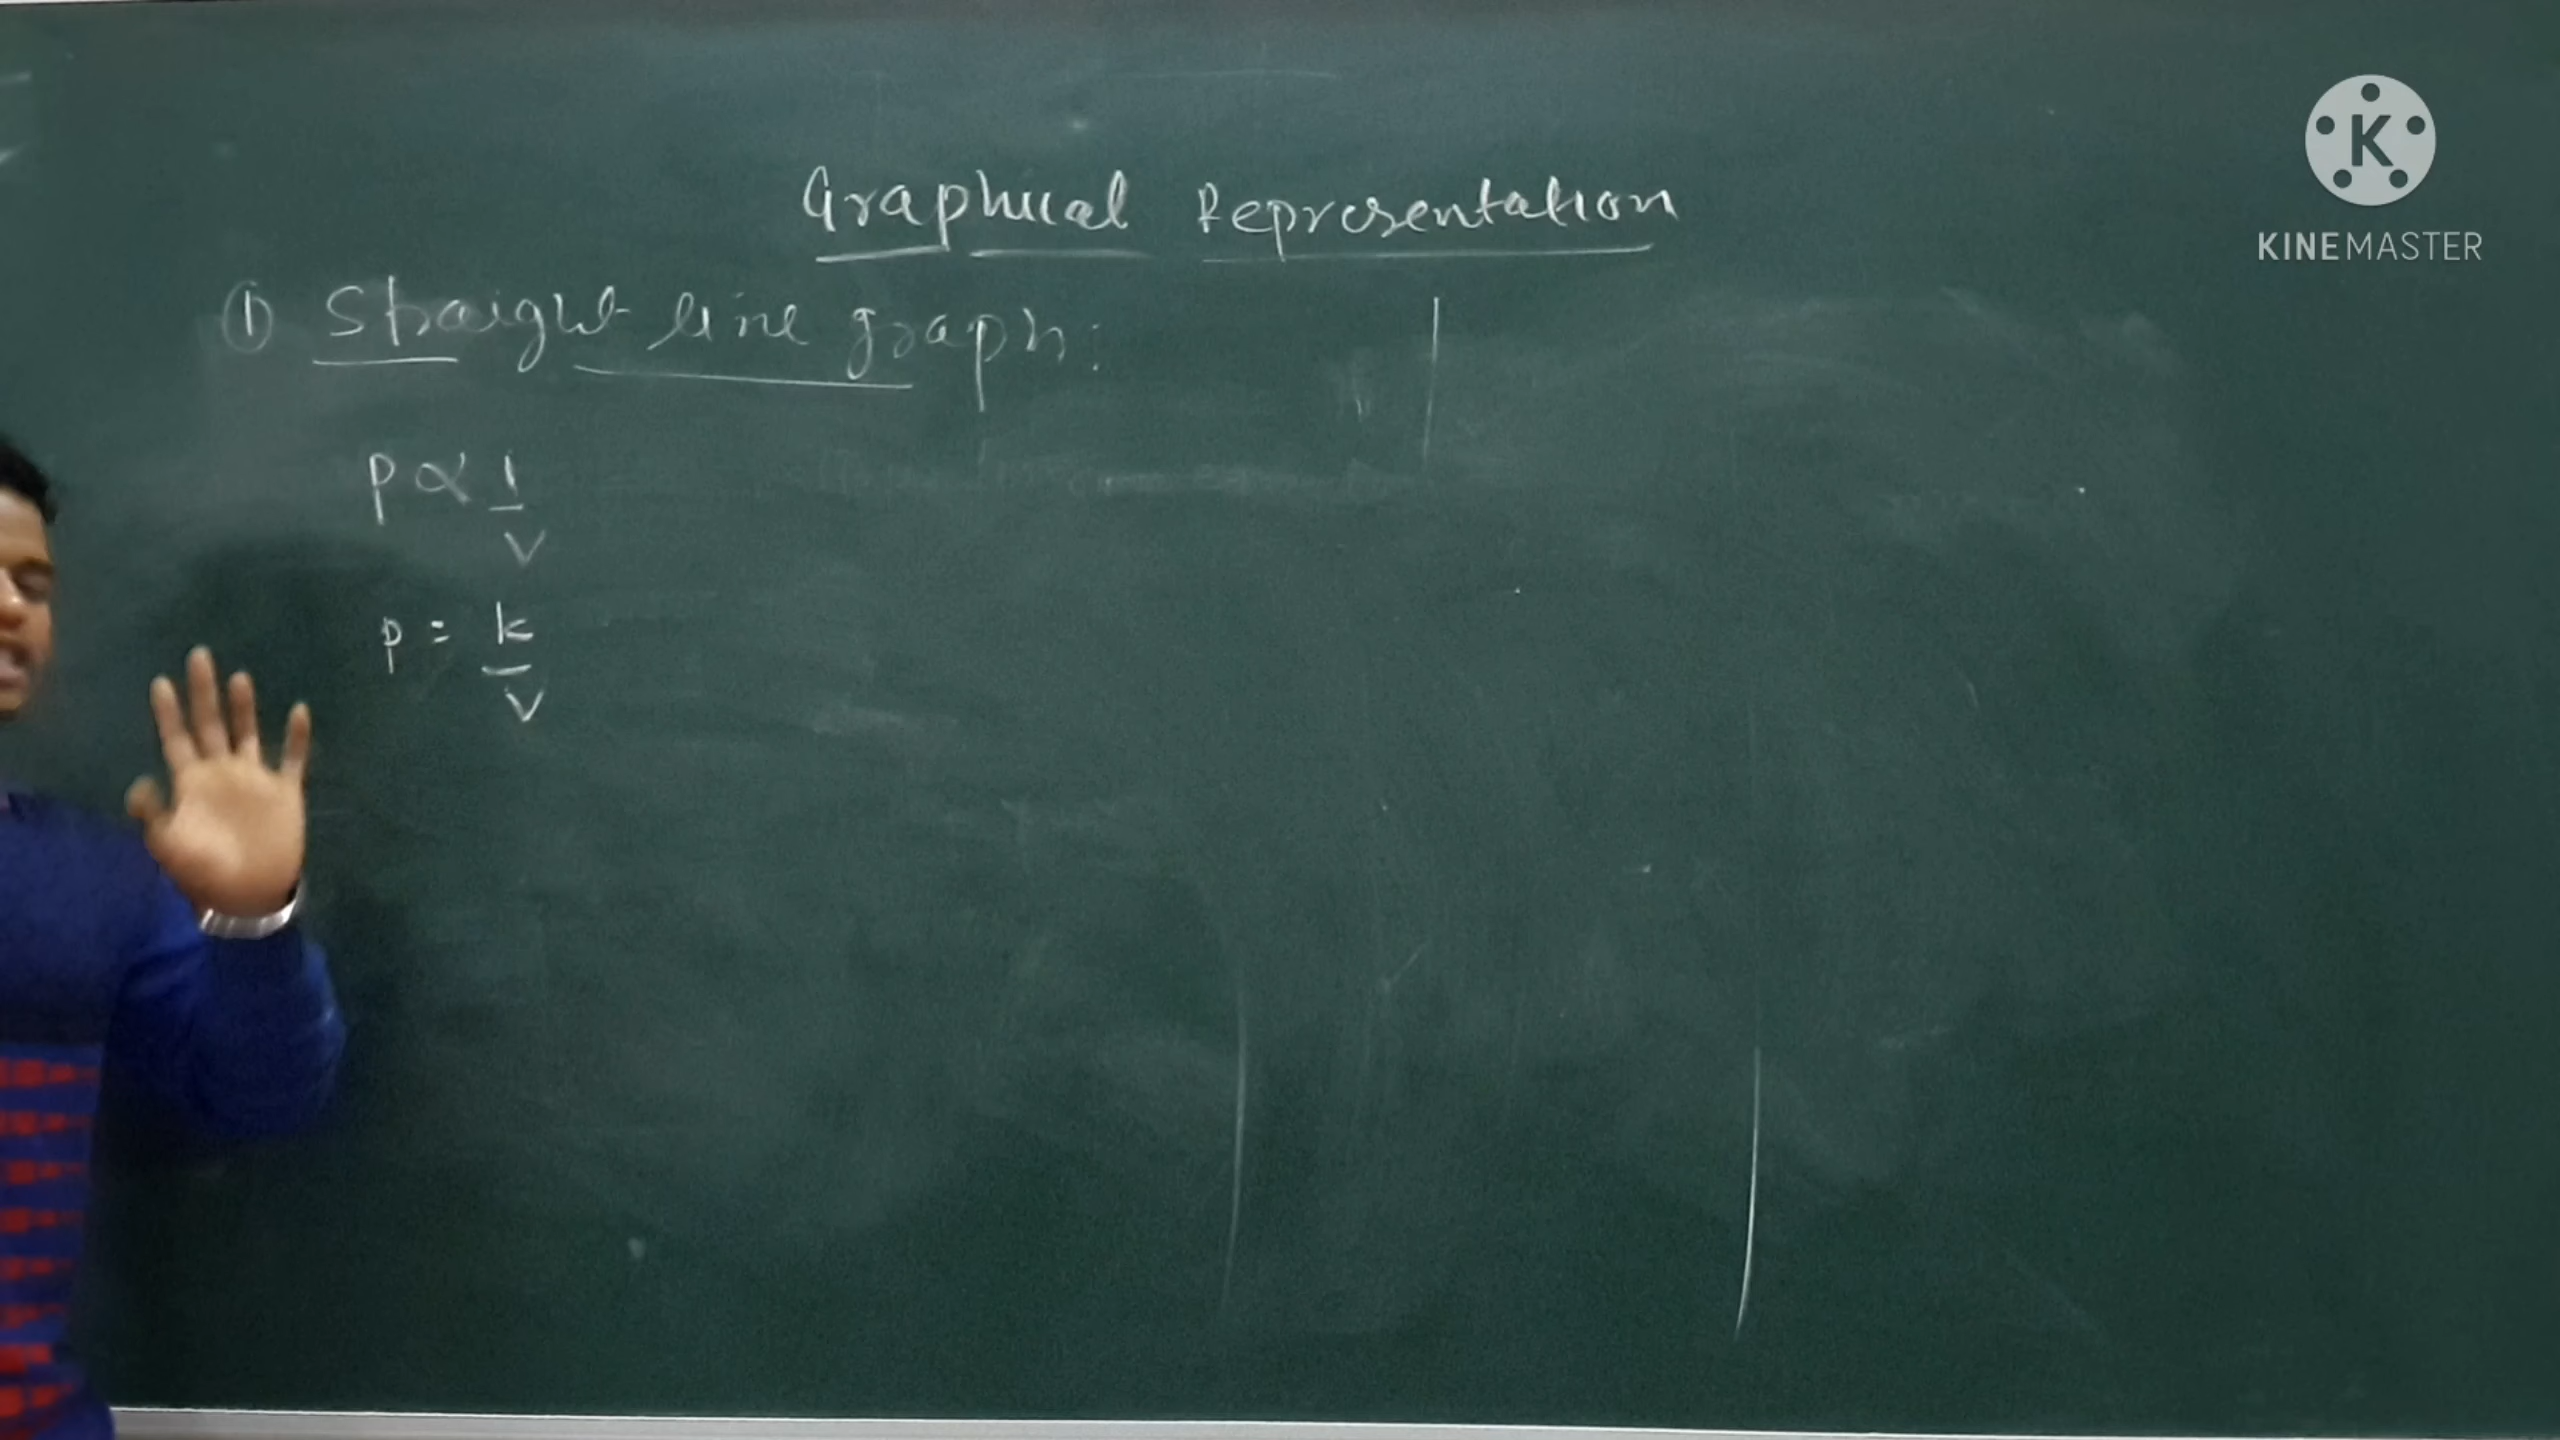 Graphical Representation
① Straight line graph:
P ∝ 1/V
P = k/V
K
KINEMASTER